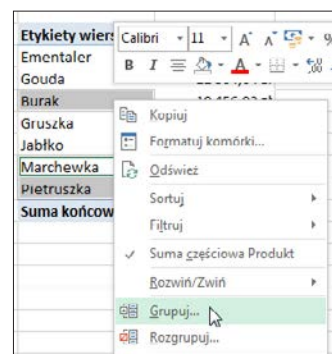 Etykiety wiers
Calibri 11 A A %
B I A
Ementaler
Gouda
Burak
Gruszka
Jabłko
Marchewka
Pietruszka
Suma końcow
Kopiuj
Formatuj komórki...
Odśwież
Sortuj
Filtruj
Suma częściowa Produkt
Rozwiń/Zwiń
Grupuj...
Rozgrupuj...